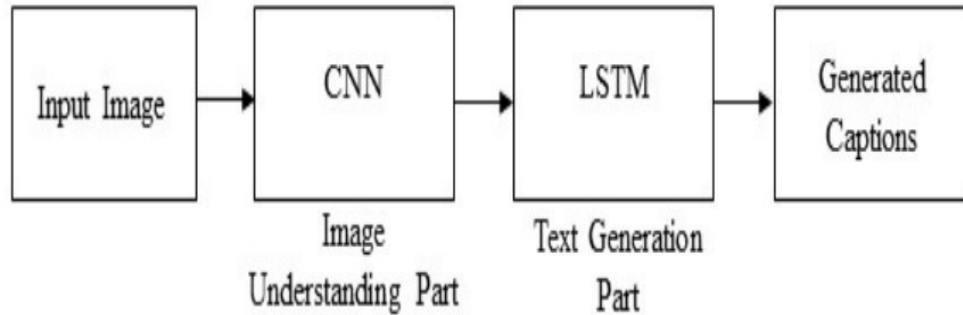 Input Image
CNN
LSTM
Generated
Captions
Image
Understanding Part
Text Generation
Part